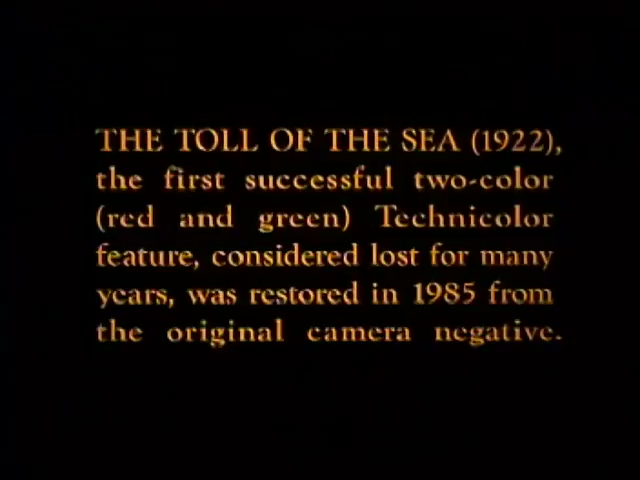 THE TOLL OF THE SEA (1922),
the first successful two-color
(red and green) Technicolor
feature, considered lost for many
years, was restored in 1985 from
the original camera negative.